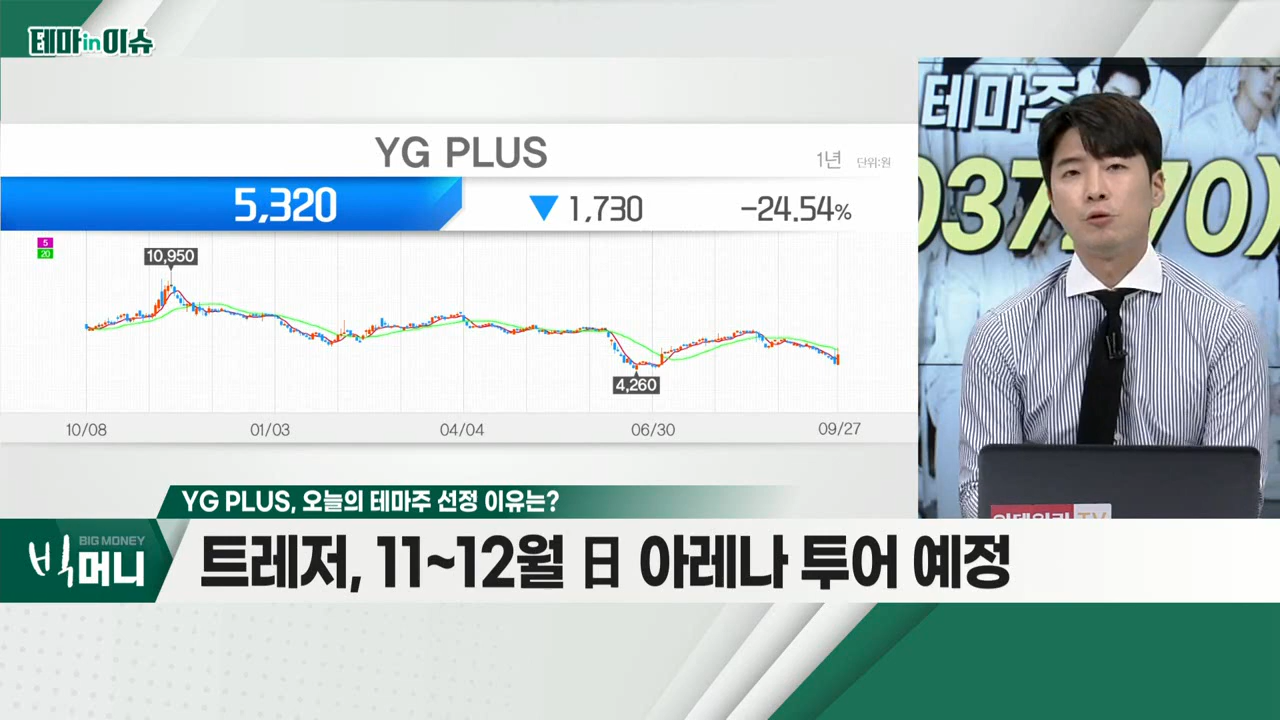 테마in이슈
테마주
YG PLUS
1년 단위:원
5,320 ▼ 1,730 -24.54%
5
20
10,950
4,260
10/08 01/03 04/04 06/30 09/27
YG PLUS, 오늘의 테마주 선정 이유는?
BIG MONEY
빅머니
트레저, 11~12월 日 아레나 투어 예정